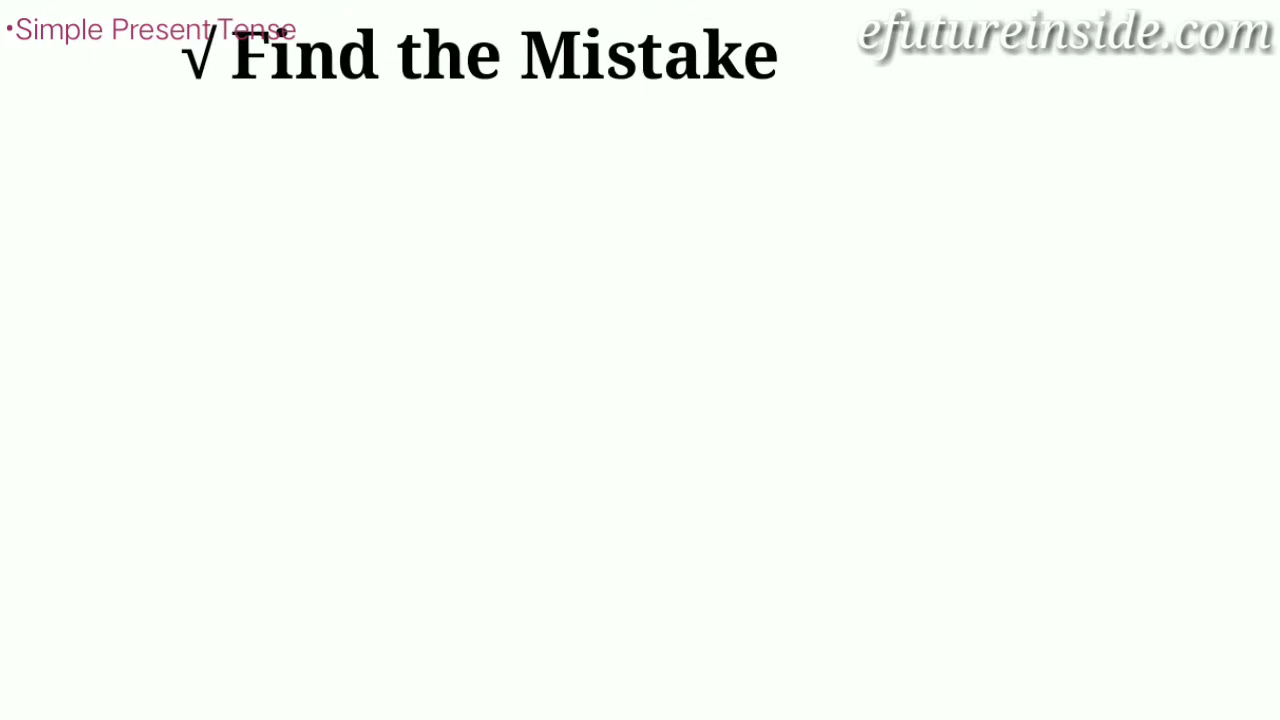 •Simple Present Tense
√ Find the Mistake
efutureinside.com